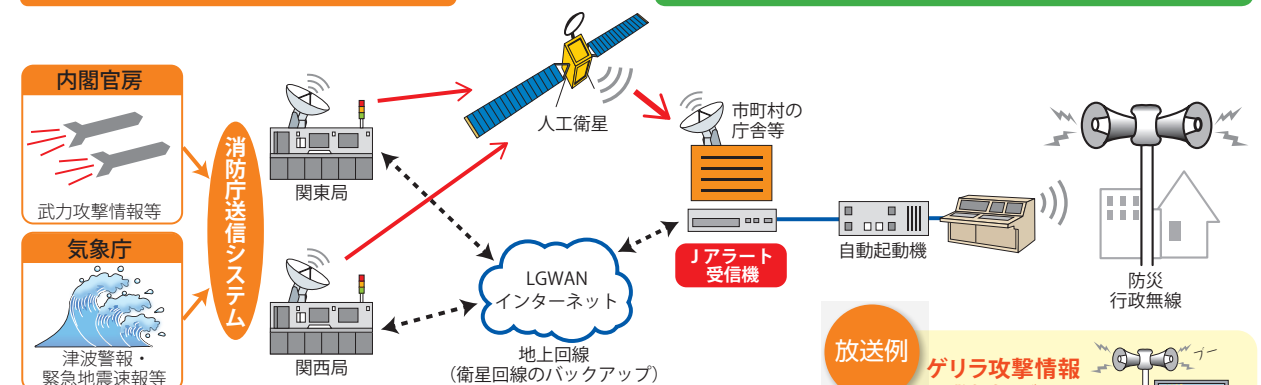 内閣官房
武力攻撃情報等
気象庁
津波警報・
緊急地震速報等
消防庁送信システム
関東局
関西局
人工衛星
LGWAN
インターネット
地上回線
(衛星回線のバックアップ)
市町村の
庁舎等
Jアラート
受信機
自動起動機
防災
行政無線
放送例
ゲリラ攻撃情報
ブー